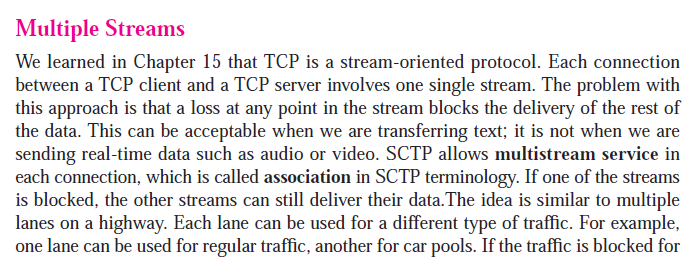 Multiple Streams
We learned in Chapter 15 that TCP is a stream-oriented protocol. Each connection
between a TCP client and a TCP server involves one single stream. The problem with
this approach is that a loss at any point in the stream blocks the delivery of the rest of
the data. This can be acceptable when we are transferring text; it is not when we are
sending real-time data such as audio or video. SCTP allows multistream service in
each connection, which is called association in SCTP terminology. If one of the streams
is blocked, the other streams can still deliver their data.The idea is similar to multiple
lanes on a highway. Each lane can be used for a different type of traffic. For example,
one lane can be used for regular traffic, another for car pools. If the traffic is blocked for